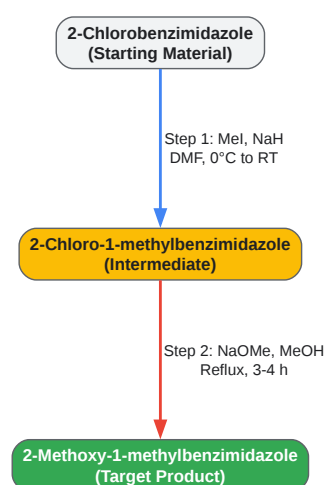 2-Chlorobenzimidazole
(Starting Material)
Step 1: MeI, NaH
DMF, 0°C to RT
2-Chloro-1-methylbenzimidazole
(Intermediate)
Step 2: NaOMe, MeOH
Reflux, 3-4 h
2-Methoxy-1-methylbenzimidazole
(Target Product)